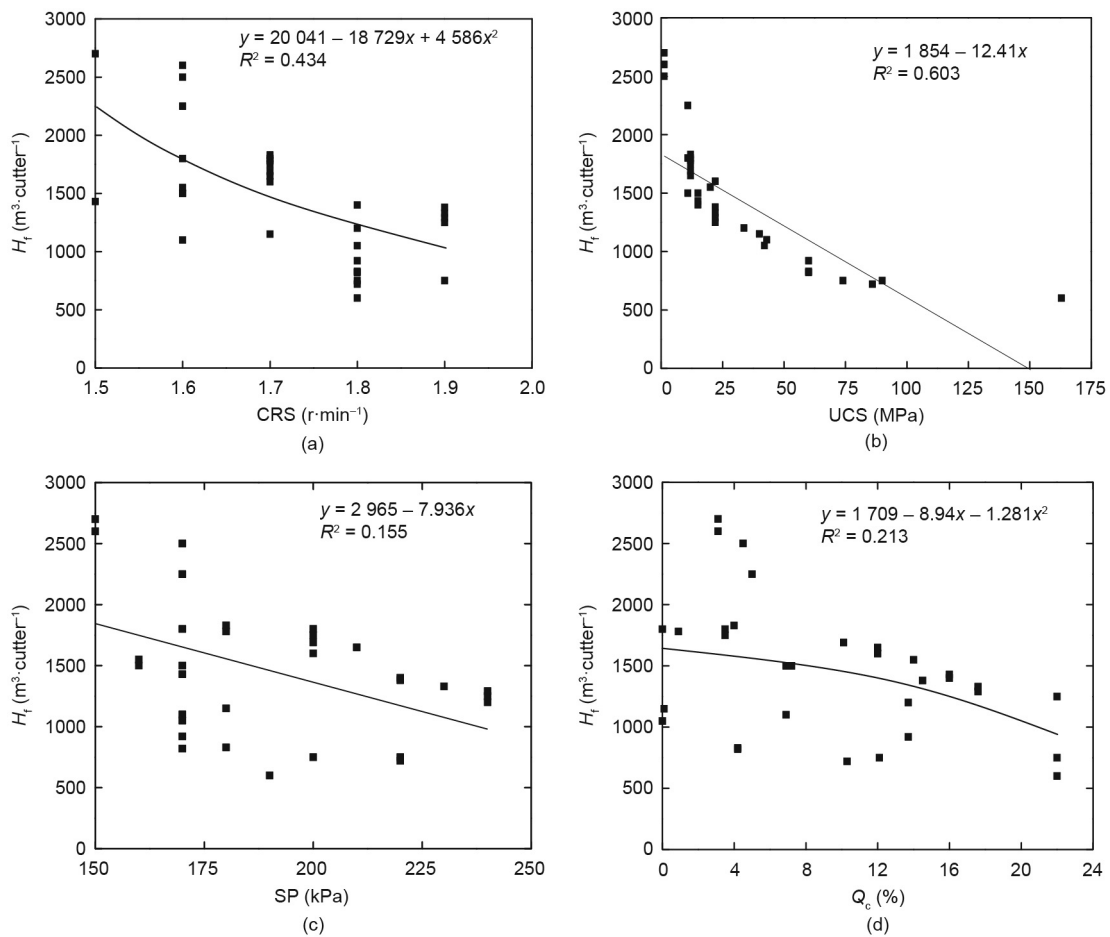 3000
2500
2000
1500
1000
500
0
H_f (m³·cutter⁻¹)
y = 20 041 – 18 729x + 4 586x²
R² = 0.434
1.5 1.6 1.7 1.8 1.9 2.0
CRS (r·min⁻¹)
(a)
3000
2500
2000
1500
1000
500
0
H_f (m³·cutter⁻¹)
y = 1 854 – 12.41x
R² = 0.603
0 25 50 75 100 125 150 175
UCS (MPa)
(b)
3000
2500
2000
1500
1000
500
0
H_f (m³·cutter⁻¹)
y = 2 965 – 7.936x
R² = 0.155
150 175 200 225 250
SP (kPa)
(c)
3000
2500
2000
1500
1000
500
0
H_f (m³·cutter⁻¹)
y = 1 709 – 8.94x – 1.281x²
R² = 0.213
0 4 8 12 16 20 24
Q_c (%)
(d)